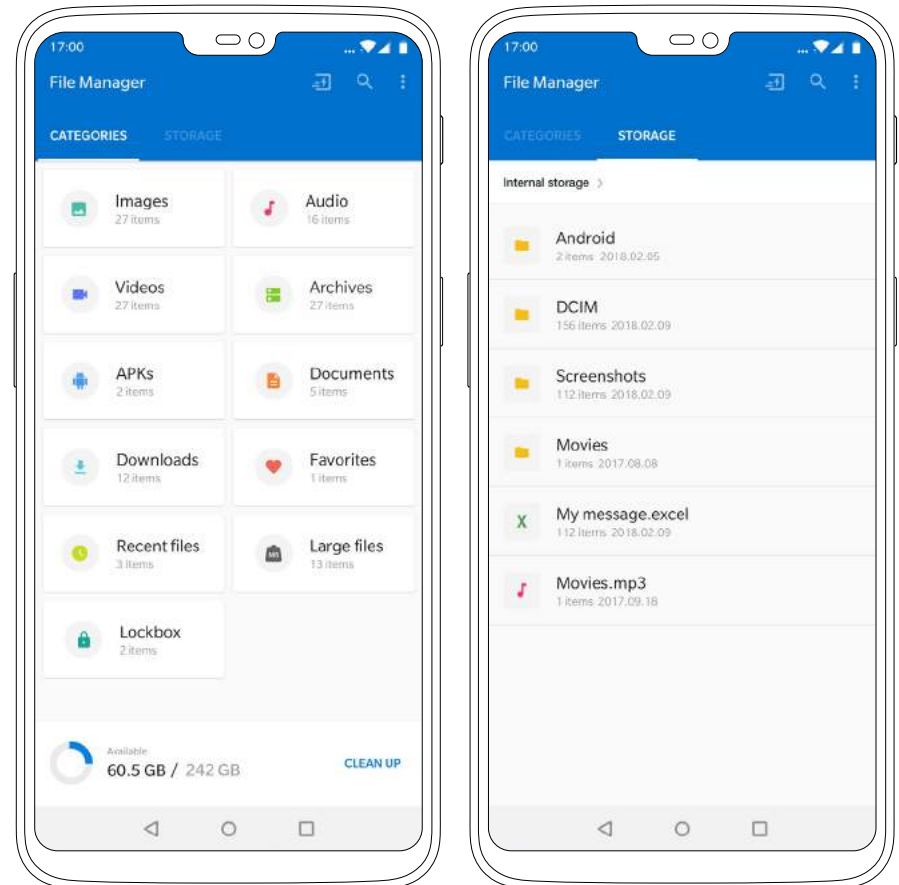 17:00
...
File Manager
CATEGORIES STORAGE
Images
27 items
Audio
16 items
Videos
27 items
Archives
27 items
APKs
2 items
Documents
5 items
Downloads
12 items
Favorites
1 items
Recent files
3 items
Large files
13 items
MB
Lockbox
2 items
Available
60.5 GB / 242 GB
CLEAN UP
17:00
...
File Manager
CATEGORIES STORAGE
Internal storage >
Android
2 items 2018.02.05
DCIM
156 items 2018.02.09
Screenshots
112 items 2018.02.09
Movies
1 items 2017.08.08
X
My message.excel
112 items 2018.02.09
Movies.mp3
1 items 2017.09.18